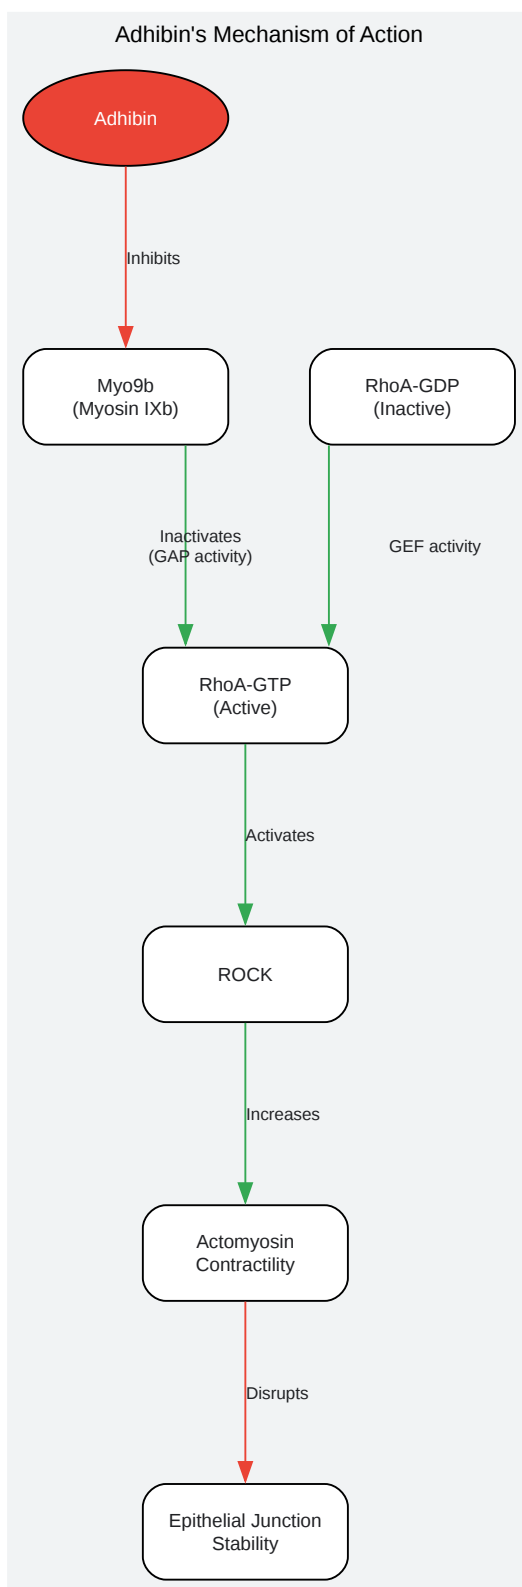 Adhibin's Mechanism of Action
Adhibin
Inhibits
Myo9b
(Myosin IXb)
RhoA-GDP
(Inactive)
Inactivates
(GAP activity)
GEF activity
RhoA-GTP
(Active)
Activates
ROCK
Increases
Actomyosin
Contractility
Disrupts
Epithelial Junction
Stability